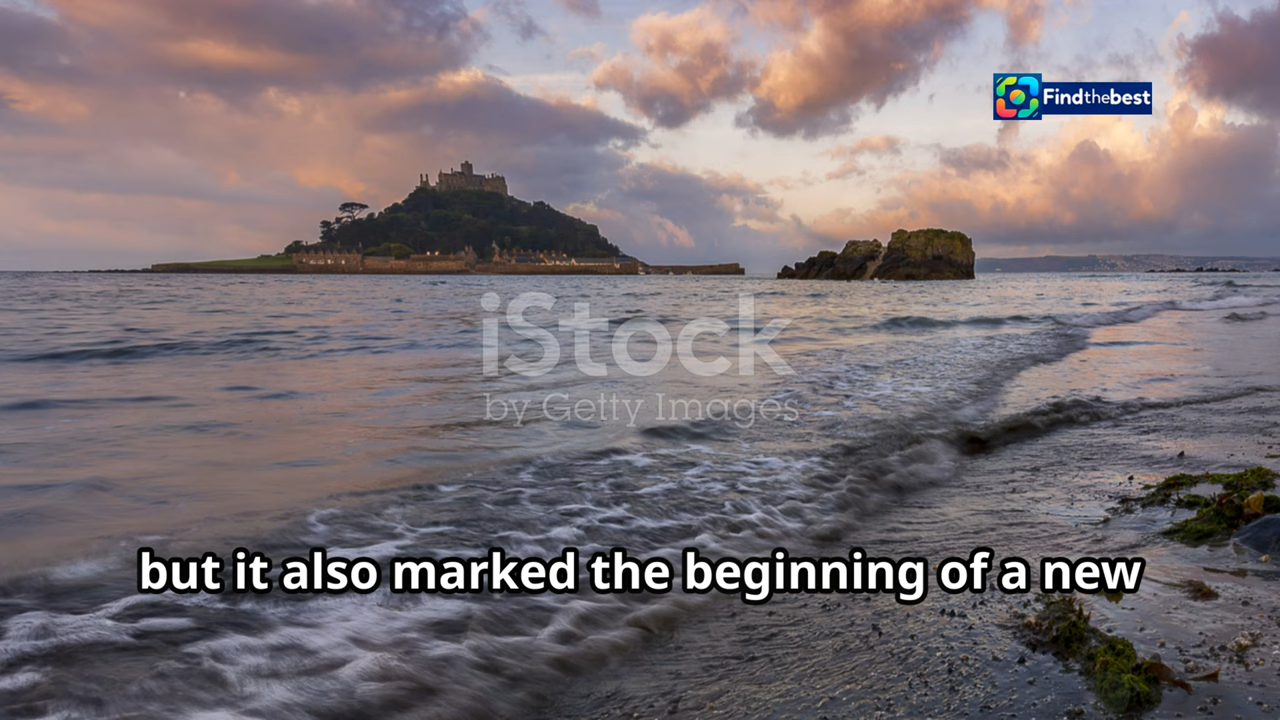 Findthebest
iStock
by Getty Images
but it also marked the beginning of a new